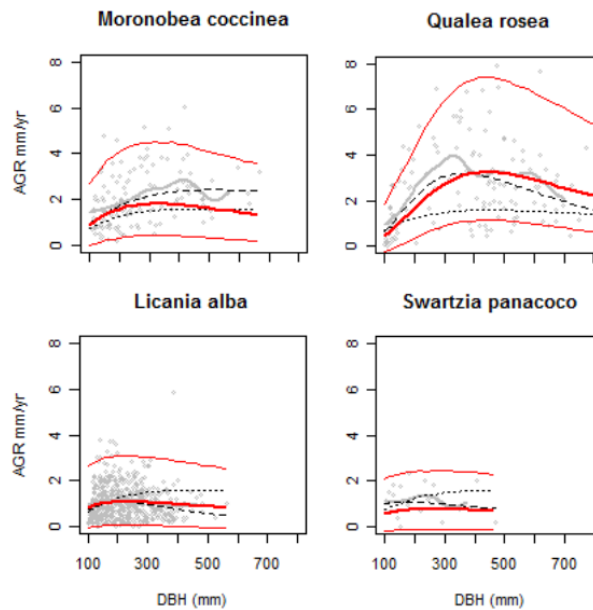 Moronobea coccinea
Qualea rosea
AGR mm/yr
8
6
4
2
0
8
6
4
2
0
Licania alba
Swartzia panacoco
AGR mm/yr
8
6
4
2
0
8
6
4
2
0
100 300 500 700
100 300 500 700
DBH (mm)
DBH (mm)